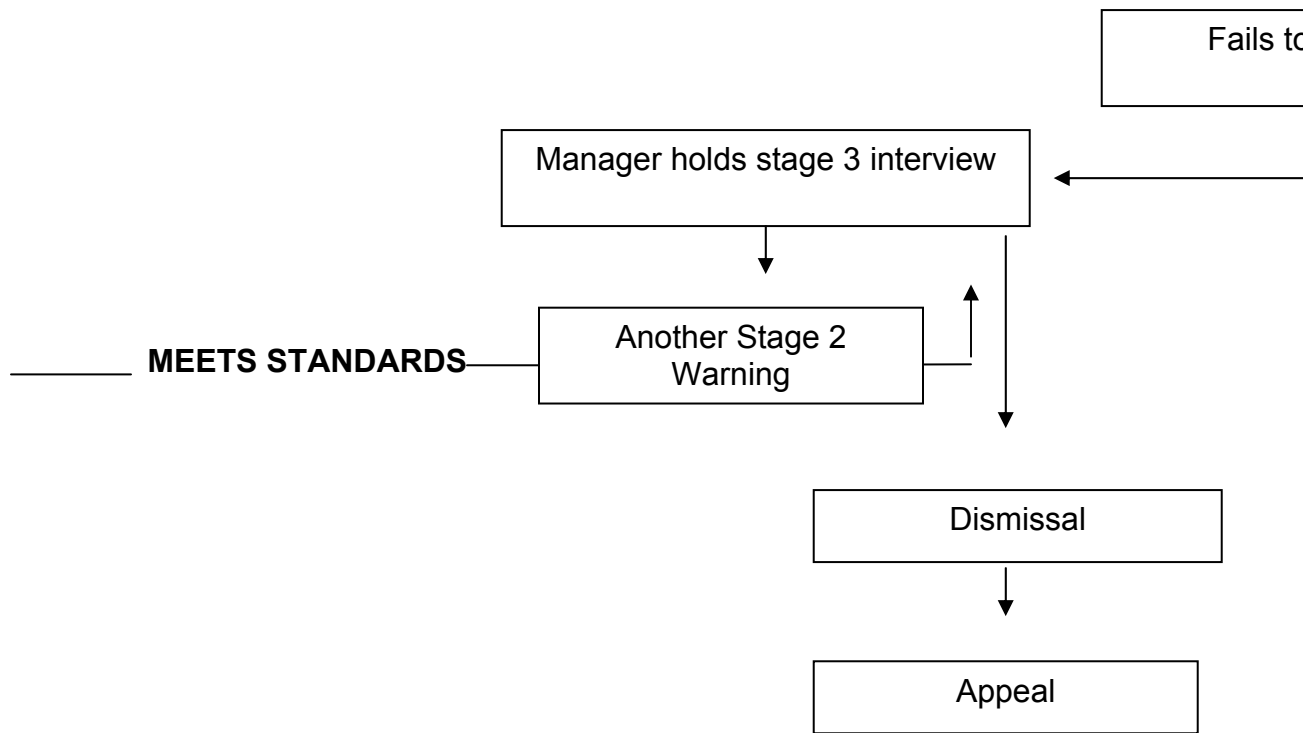 Fails to
Manager holds stage 3 interview
MEETS STANDARDS
Another Stage 2
Warning
Dismissal
Appeal